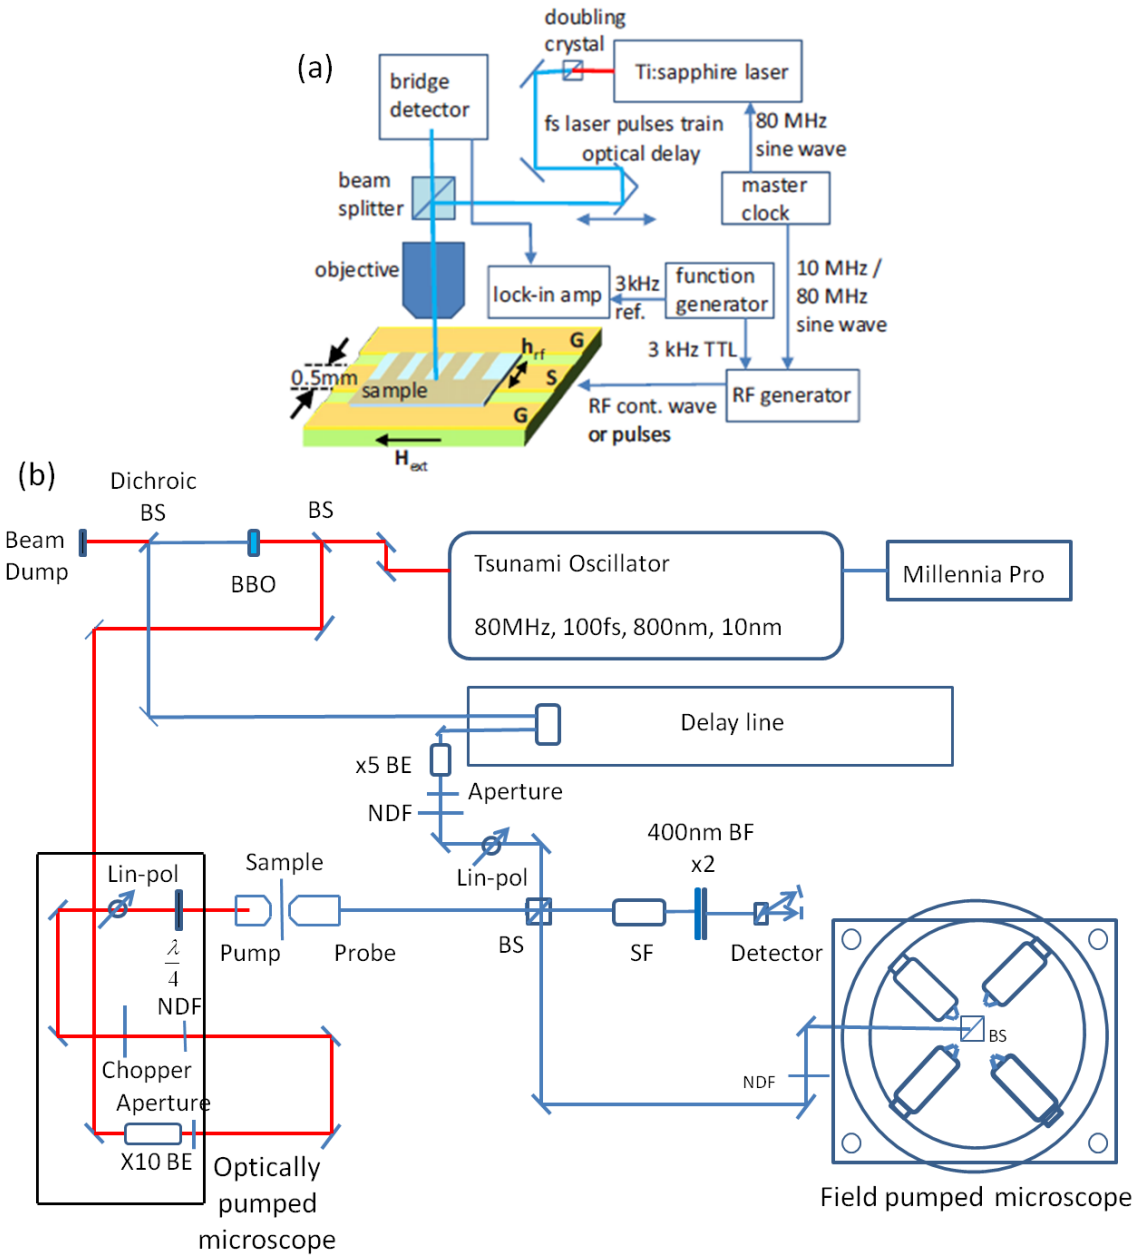 (a)
doubling
crystal
Ti:sapphire laser
bridge
detector
fs laser pulses train
optical delay
80 MHz
sine wave
beam
splitter
master
clock
objective
lock-in amp
3kHz
ref.
function
generator
10 MHz /
80 MHz
sine wave
3 kHz TTL
G
hrf
0.5mm
sample
S
G
RF generator
RF cont. wave
or pulses
Hext
(b)
Dichroic
BS
BS
Beam
Dump
BBO
Tsunami Oscillator
80MHz, 100fs, 800nm, 10nm
Millennia Pro
Delay line
x5 BE
Aperture
NDF
400nm BF
x2
Lin-pol
Sample
Lin-pol
Pump
Probe
BS
SF
Detector
λ
4
NDF
Chopper
Aperture
X10 BE
BS
NDF
Optically
pumped
microscope
Field pumped microscope